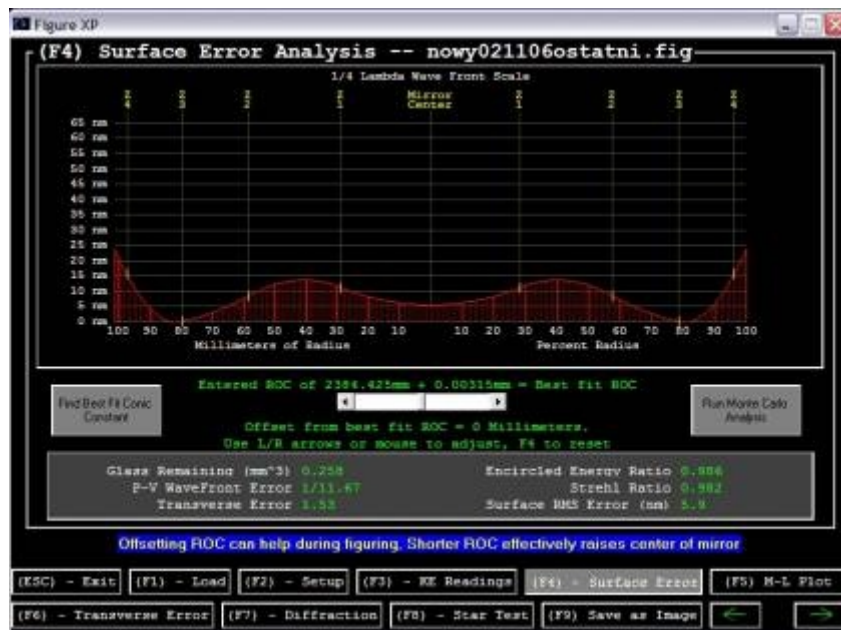 Figure XP
(F4) Surface Error Analysis -- nowy021106ostatni.fig
1/4 Lambda Wave Front Scale
Z4 Z3 Z2 Z1 Mirror Center Z1 Z2 Z3 Z4
65 nm
60 nm
55 nm
50 nm
45 nm
40 nm
35 nm
30 nm
25 nm
20 nm
15 nm
10 nm
5 nm
0 nm
100 90 80 70 60 50 40 30 20 10 10 20 30 40 50 60 70 80 90 100
Millimeters of Radius Percent Radius
Entered ROC of 2384.425mm + 0.00315mm = Best fit ROC
Find Best Fit Conic Constant
Run Monte Carlo Analysis
Offset from best fit ROC = 0 Millimeters.
Use L/R arrows or mouse to adjust, F4 to reset
Glass Remaining (mm^3) 0.258 Encircled Energy Ratio 0.986
P-V WaveFront Error 1/11.67 Strehl Ratio 0.982
Transverse Error 1.53 Surface RMS Error (nm) 5.9
Offsetting ROC can help during figuring. Shorter ROC effectively raises center of mirror
(ESC) - Exit (F1) - Load (F2) - Setup (F3) - KE Readings (F4) - Surface Error (F5) M-L Plot
(F6) - Transverse Error (F7) - Diffraction (F8) - Star Test (F9) Save as Image